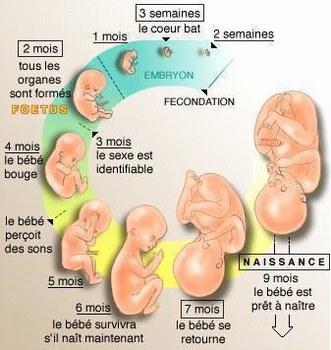 3 semaines
le coeur bat
2 semaines
1 mois
EMBRYON
FECONDATION
2 mois
tous les
organes
sont formés
FOETUS
3 mois
le sexe est
identifiable
4 mois
le bébé
bouge
le bébé
perçoit
des sons
5 mois
6 mois
le bébé survivra
s'il naît maintenant
7 mois
le bébé se
retourne
NAISSANCE
9 mois
le bébé est
prêt à naître